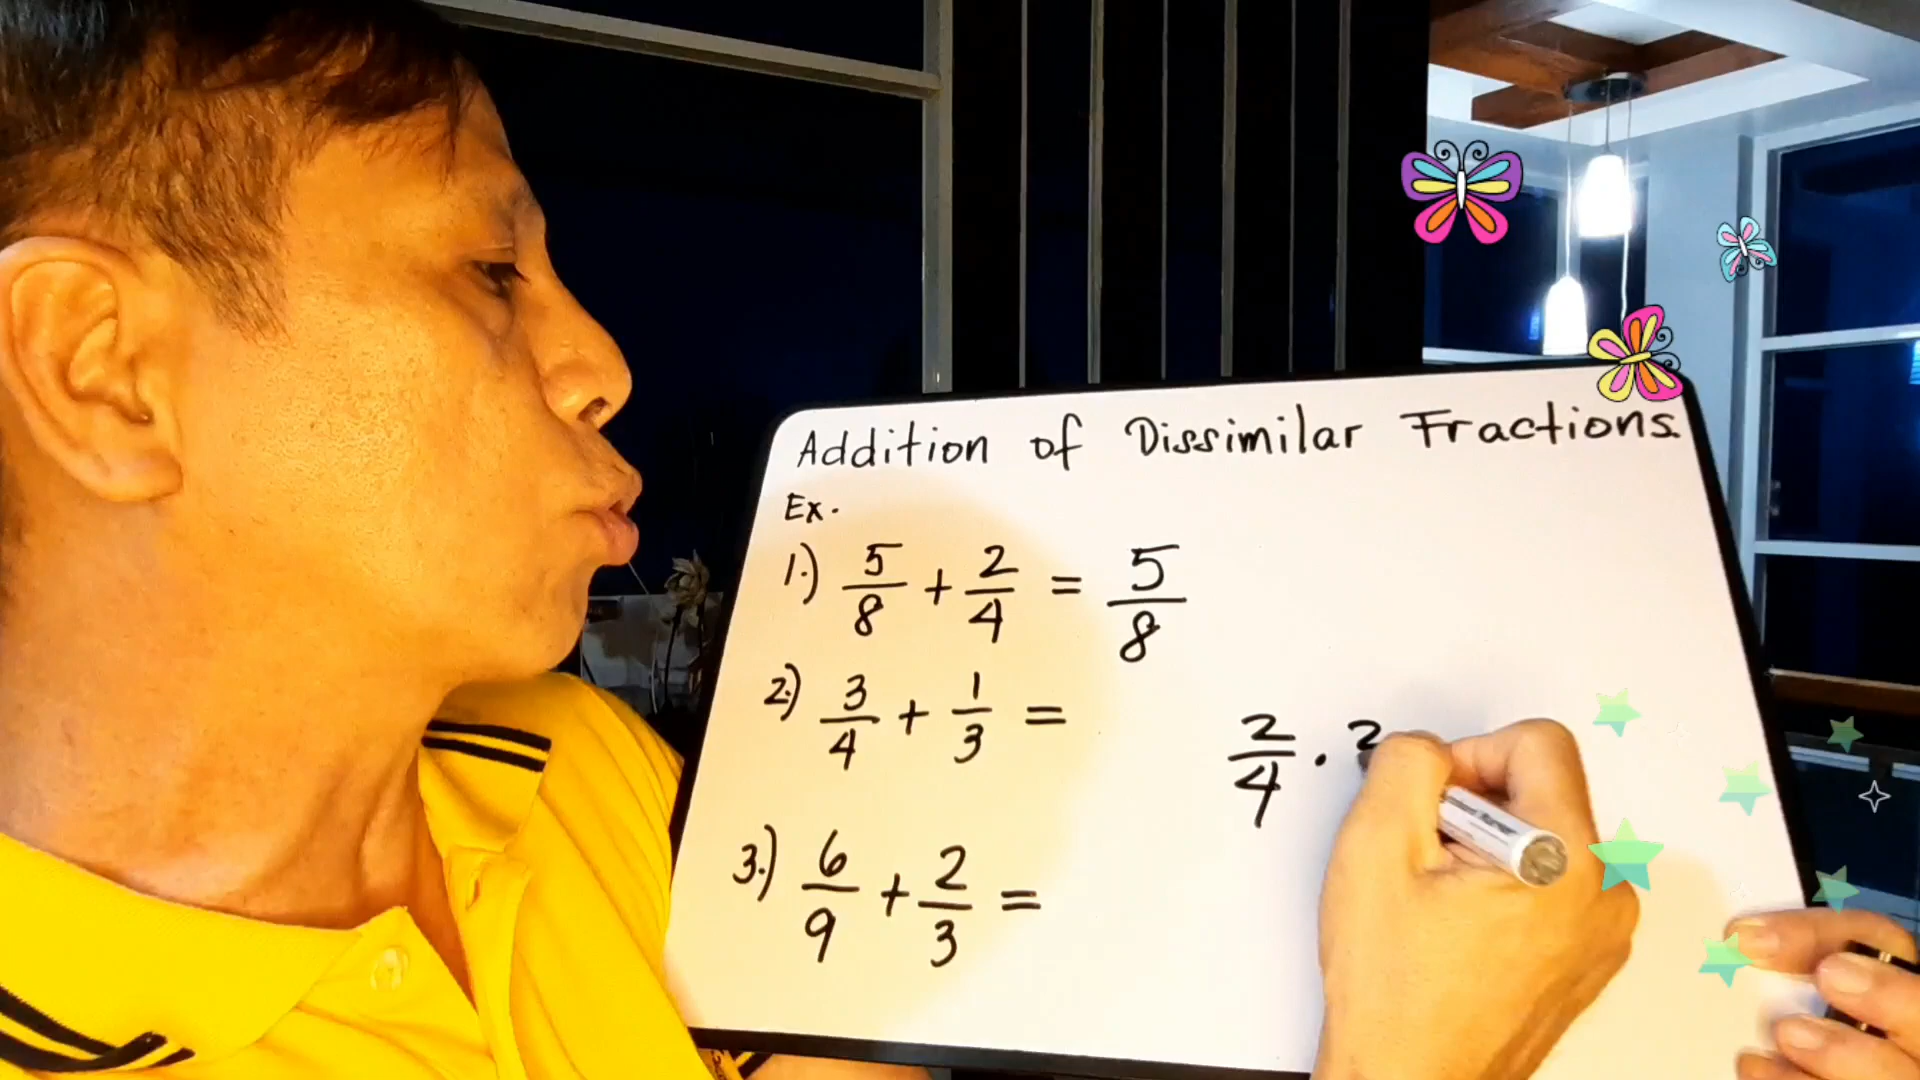 Addition of Dissimilar Fractions.
Ex.
1.) 5/8 + 2/4 = 5/8
2.) 3/4 + 1/3 =
2/4 · 2
3.) 6/9 + 2/3 =